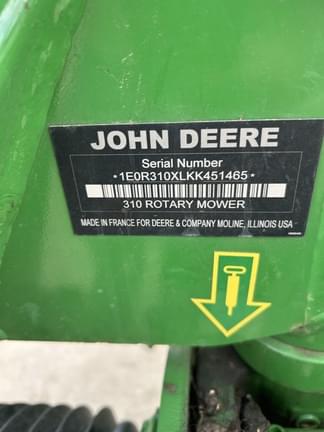 JOHN DEERE
Serial Number
•1E0R310XLKK451465•
310 ROTARY MOWER
MADE IN FRANCE FOR DEERE & COMPANY MOLINE, ILLINOIS USA